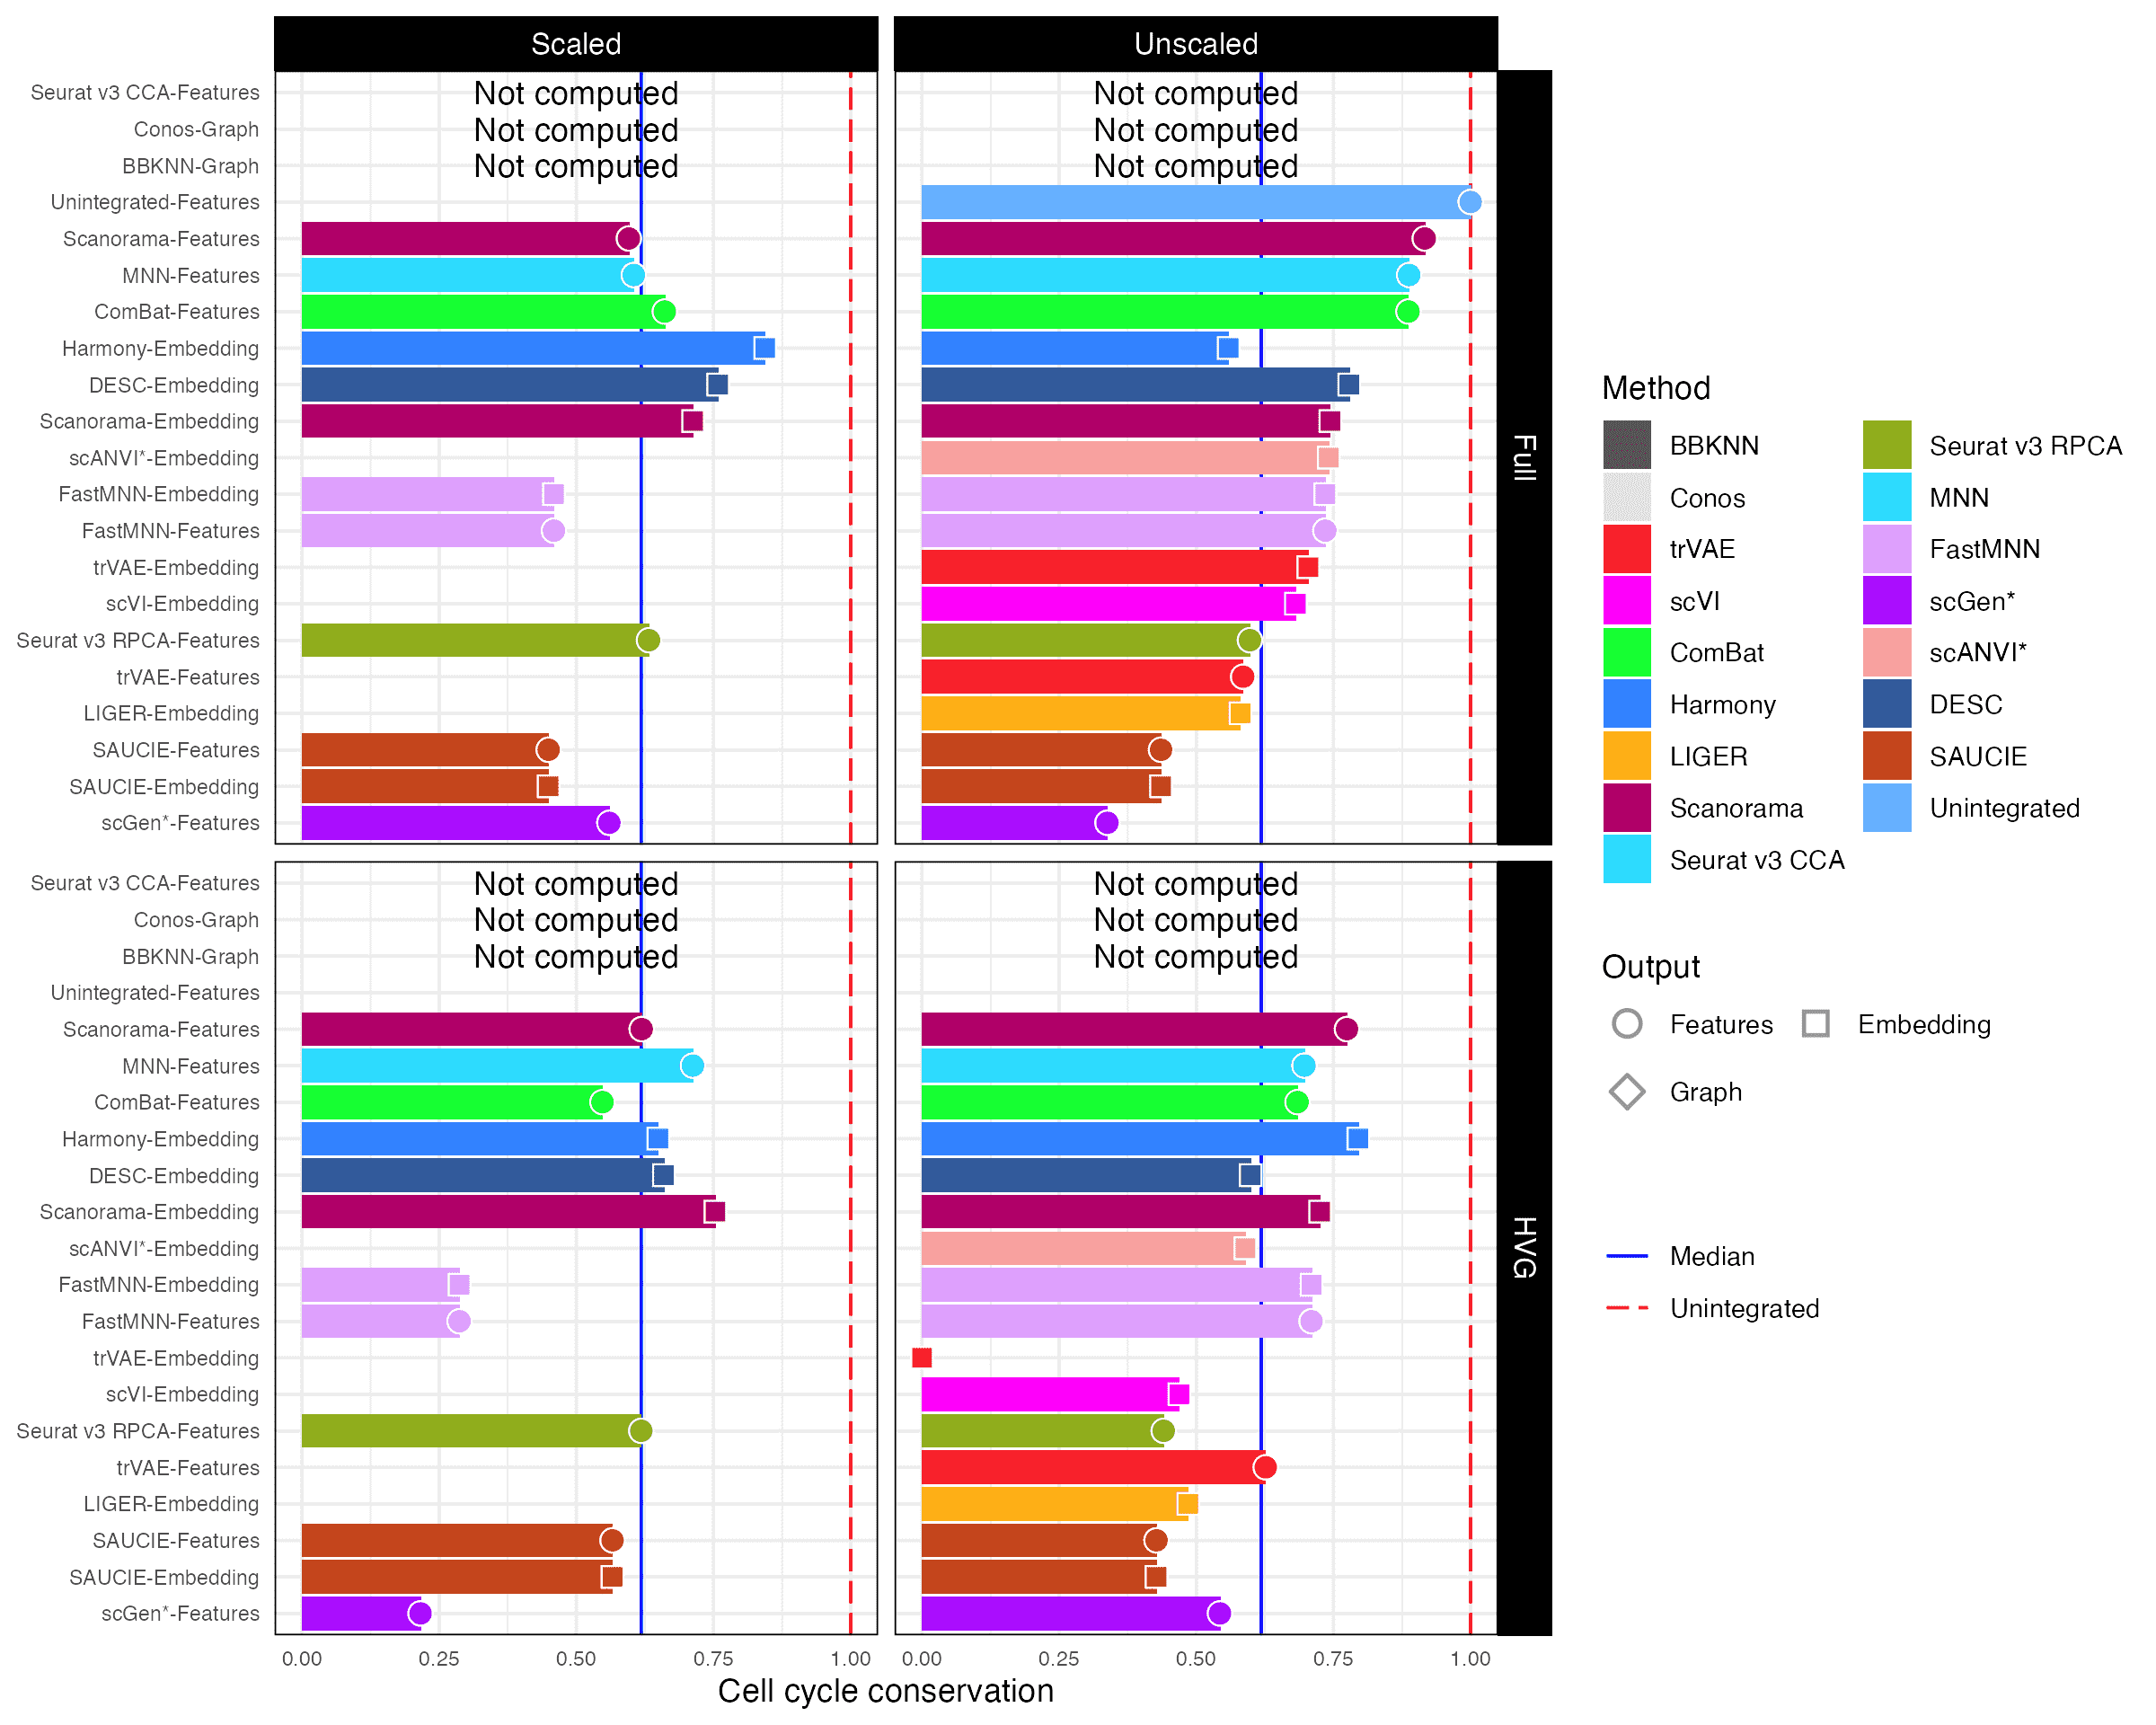 Scaled
Unscaled
Seurat v3 CCA-Features
Not computed
Not computed
Conos-Graph
Not computed
Not computed
BBKNN-Graph
Not computed
Not computed
Unintegrated-Features
Scanorama-Features
MNN-Features
ComBat-Features
Harmony-Embedding
DESC-Embedding
Scanorama-Embedding
scANVI*-Embedding
FastMNN-Embedding
FastMNN-Features
trVAE-Embedding
scVI-Embedding
Seurat v3 RPCA-Features
trVAE-Features
LIGER-Embedding
SAUCIE-Features
SAUCIE-Embedding
scGen*-Features
Full
Seurat v3 CCA-Features
Not computed
Not computed
Conos-Graph
Not computed
Not computed
BBKNN-Graph
Not computed
Not computed
Unintegrated-Features
Scanorama-Features
MNN-Features
ComBat-Features
Harmony-Embedding
DESC-Embedding
Scanorama-Embedding
scANVI*-Embedding
FastMNN-Embedding
FastMNN-Features
trVAE-Embedding
scVI-Embedding
Seurat v3 RPCA-Features
trVAE-Features
LIGER-Embedding
SAUCIE-Features
SAUCIE-Embedding
scGen*-Features
HVG
0.00 0.25 0.50 0.75 1.00
0.00 0.25 0.50 0.75 1.00
Cell cycle conservation
Method
BBKNN
Conos
trVAE
scVI
ComBat
Harmony
LIGER
Scanorama
Seurat v3 CCA
Seurat v3 RPCA
MNN
FastMNN
scGen*
scANVI*
DESC
SAUCIE
Unintegrated
Output
Features
Embedding
Graph
Median
Unintegrated